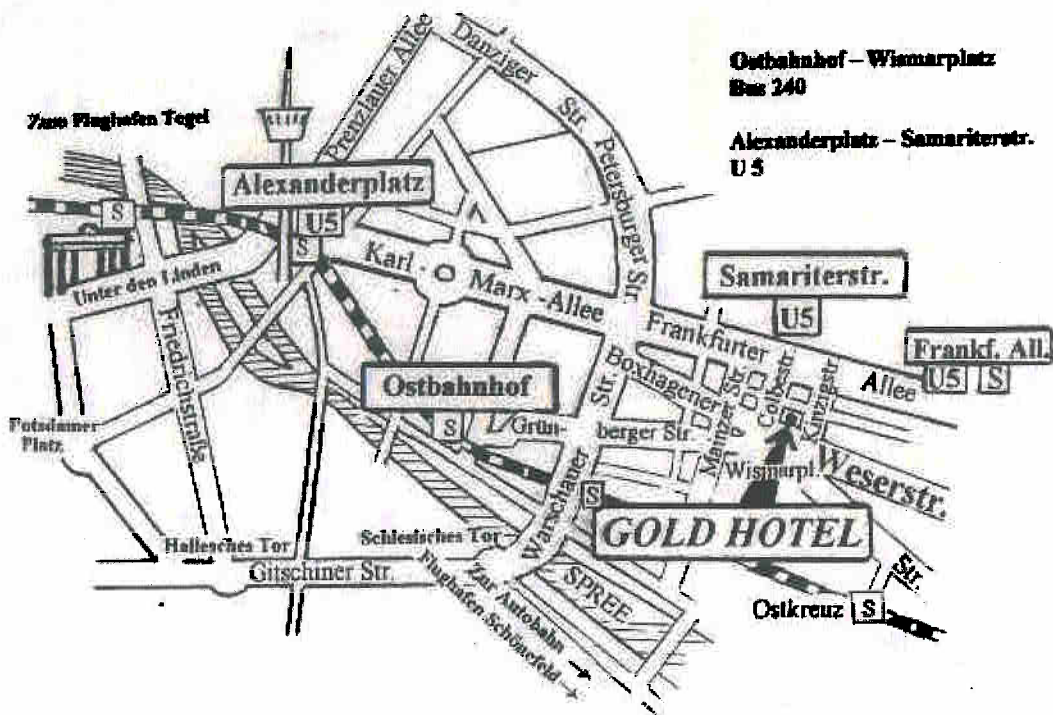 Ostbahnhof – Wismarplatz
Bus 240
Alexanderplatz – Samariterstr.
U 5
Zum Flughafen Tegel
Prenzlauer Allee
Danziger Str.
Petersburger Str.
Alexanderplatz
U5
S
S
Unter den Linden
Karl-Marx-Allee
Samariterstr.
U5
Frankfurter Allee
Frankf. All.
U5 S
Friedrichstraße
Ostbahnhof
S
Boxhagener Str.
Grünberger Str.
Mainzer Str.
Colbestr
Kinzigstr
Wismarpl.
Weserstr.
Potsdamer
Platz
Warschauer Str.
S
GOLD HOTEL
Hallesches Tor
Schlesisches Tor
Gitschiner Str.
SPREE
Zur Autobahn
Flughafen Schönefeld
Ostkreuz S